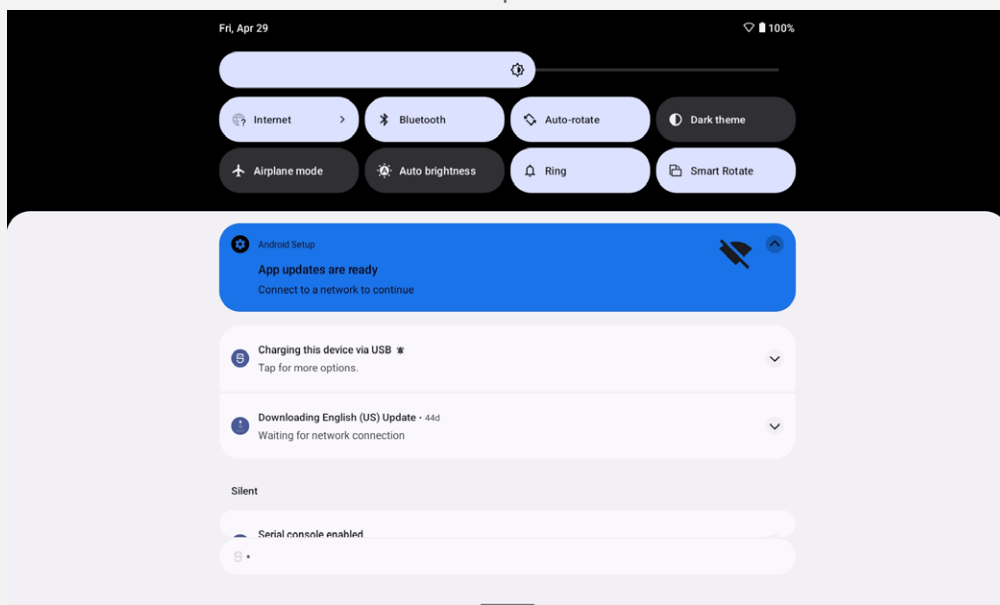 Fri, Apr 29
100%
Internet
Bluetooth
Auto-rotate
Dark theme
Airplane mode
Auto brightness
Ring
Smart Rotate
Android Setup
App updates are ready
Connect to a network to continue
Charging this device via USB
Tap for more options.
Downloading English (US) Update • 44d
Waiting for network connection
Silent
Serial console enabled